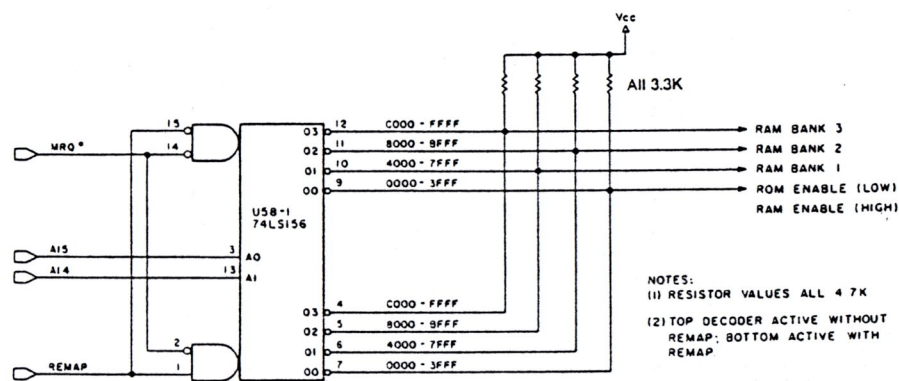 Vcc
All 3.3K
15
14
MRQ*
12
11
10
9
03
02
01
00
C000 - FFFF
8000 - 9FFF
4000 - 7FFF
0000 - 3FFF
RAM BANK 3
RAM BANK 2
RAM BANK 1
ROM ENABLE (LOW)
RAM ENABLE (HIGH)
U58-1
74LS156
A15
3
A0
A14
13
A1
NOTES:
(1) RESISTOR VALUES ALL 4 7K
(2) TOP DECODER ACTIVE WITHOUT
REMAP; BOTTOM ACTIVE WITH
REMAP
03
02
01
00
4
5
6
7
C000 - FFFF
8000 - 9FFF
4000 - 7FFF
0000 - 3FFF
2
1
REMAP